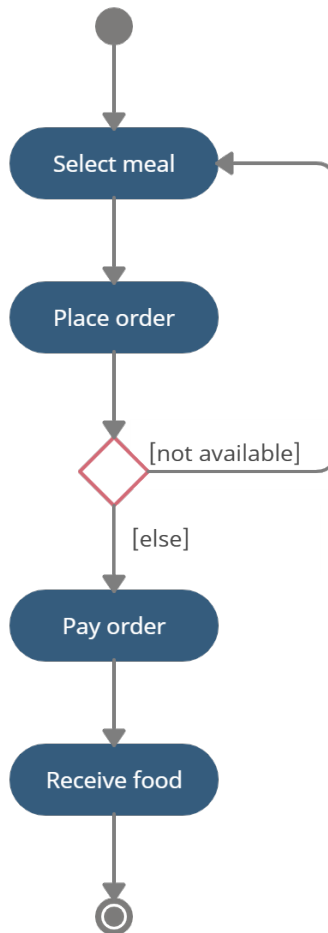 Select meal
Place order
[not available]
[else]
Pay order
Receive food